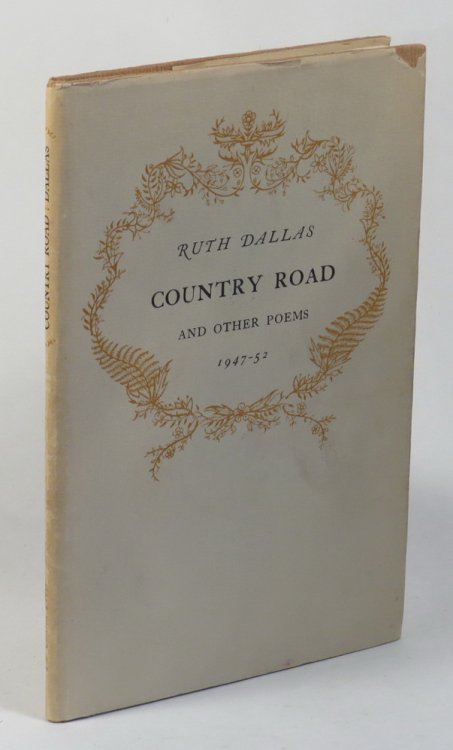 RUTH DALLAS
COUNTRY ROAD
AND OTHER POEMS
1947-52
COUNTRY ROAD DALLAS